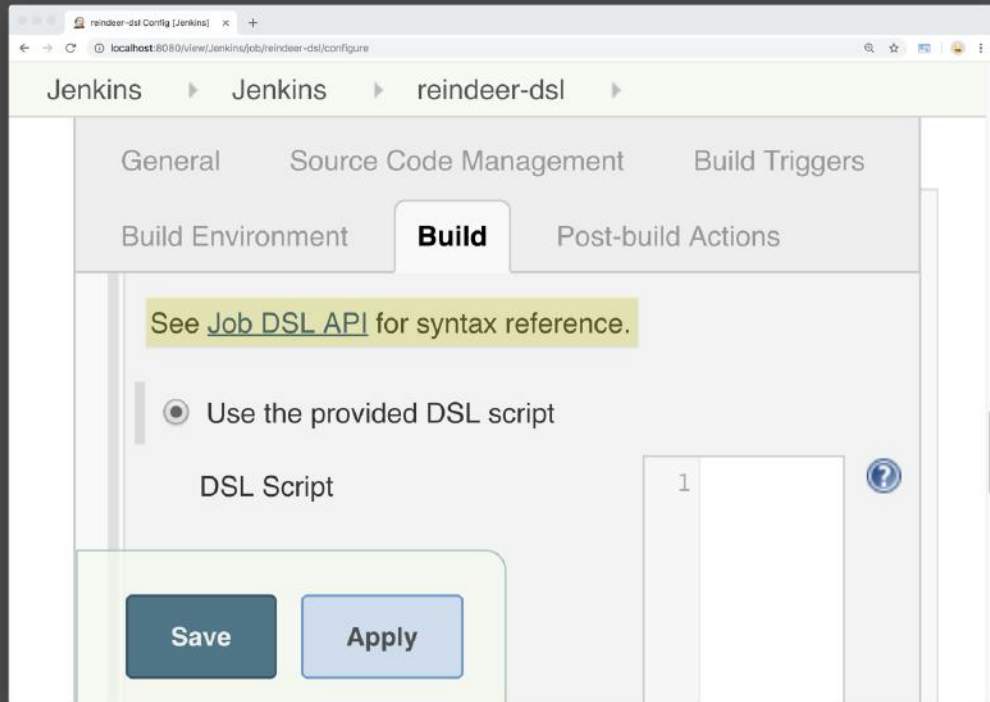 reindeer-dsl Config [Jenkins] × +
localhost:8080/view/Jenkins/job/reindeer-dsl/configure
Jenkins Jenkins reindeer-dsl
General Source Code Management Build Triggers
Build Environment Build Post-build Actions
See Job DSL API for syntax reference.
Use the provided DSL script
DSL Script 1 ?
Save Apply